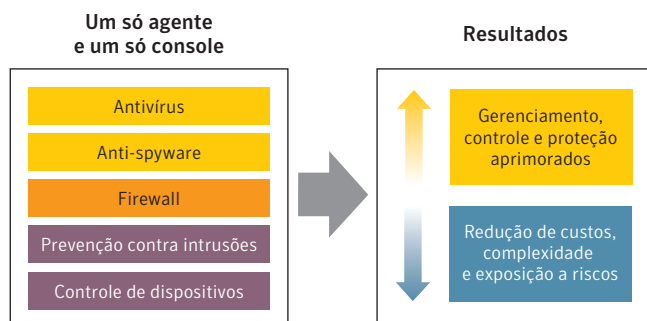 Um só agente
e um só console
Antivírus
Anti-spyware
Firewall
Prevenção contra intrusões
Controle de dispositivos
Resultados
Gerenciamento,
controle e proteção
aprimorados
Redução de custos,
complexidade
e exposição a riscos